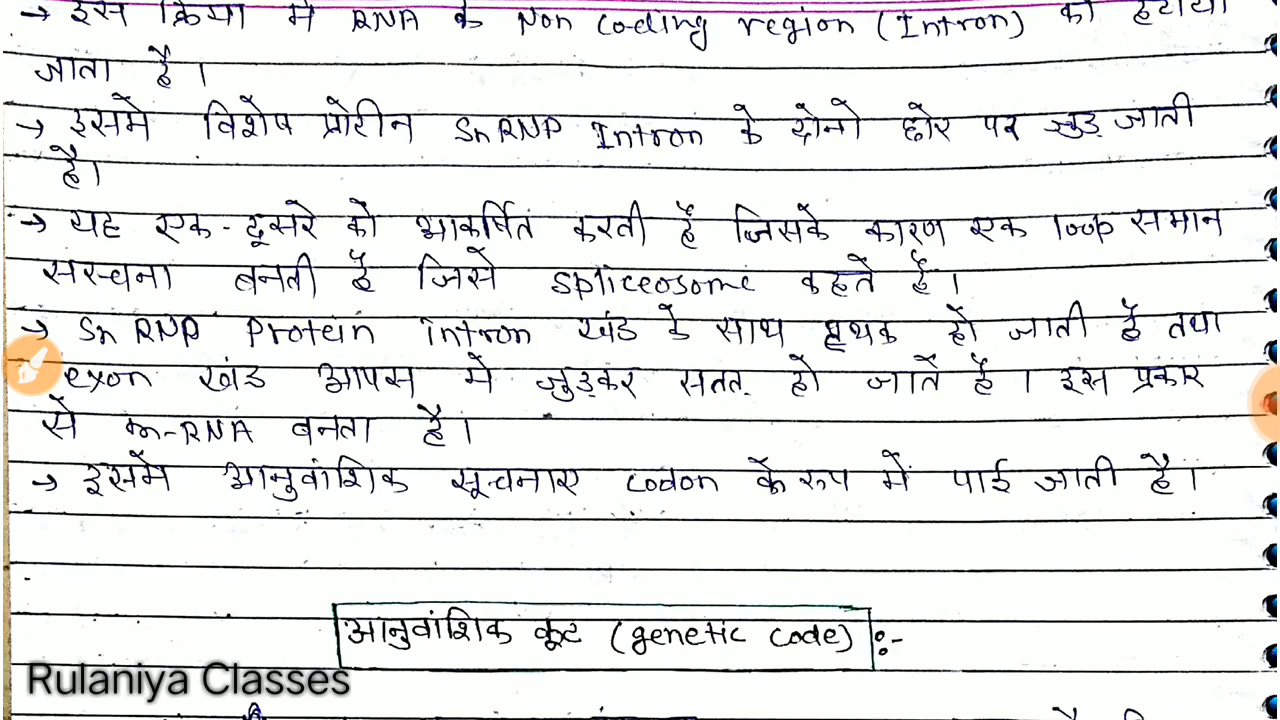 → इस क्रिया में RNA के Non Coding region (Intron) को हटाया
जाता है।
→ इसमें विशेष प्रोटीन SnRNP Intron के दोनो छोर पर जुड़ जाती
है।
→ यह एक-दूसरे को आकर्षित करती है जिसके कारण एक loop समान
सरंचना बनती है जिसे Spliceosome कहते है।
→ SnRNP Protein intron खंड के साथ पृथक हो जाती है तथा
exon खंड आपस में जुड़कर सतत् हो जाते है। इस प्रकार
से m-RNA बनता है।
→ इसमें आनुवांशिक सूचनाए codon के रूप में पाई जाती है।
आनुवांशिक कूट (genetic code) :-
Rulaniya Classes